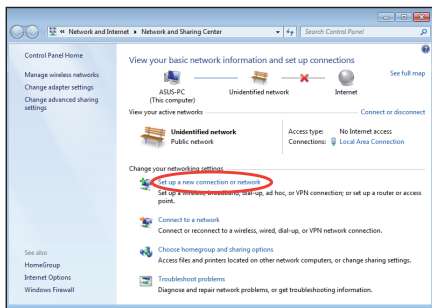 « Network and Internet ▸ Network and Sharing Center
Search Control Panel
Control Panel Home
Manage wireless networks
Change adapter settings
Change advanced sharing
settings
View your basic network information and set up connections
See full map
ASUS-PC
(This computer)
Unidentified network
Internet
View your active networks
Connect or disconnect
Unidentified network
Public network
Access type: No Internet access
Connections: Local Area Connection
Change your networking settings
Set up a new connection or network
Set up a wireless, broadband, dial-up, ad hoc, or VPN connection; or set up a router or access
point.
Connect to a network
Connect or reconnect to a wireless, wired, dial-up, or VPN network connection.
Choose homegroup and sharing options
Access files and printers located on other network computers, or change sharing settings.
Troubleshoot problems
Diagnose and repair network problems, or get troubleshooting information.
See also
HomeGroup
Internet Options
Windows Firewall